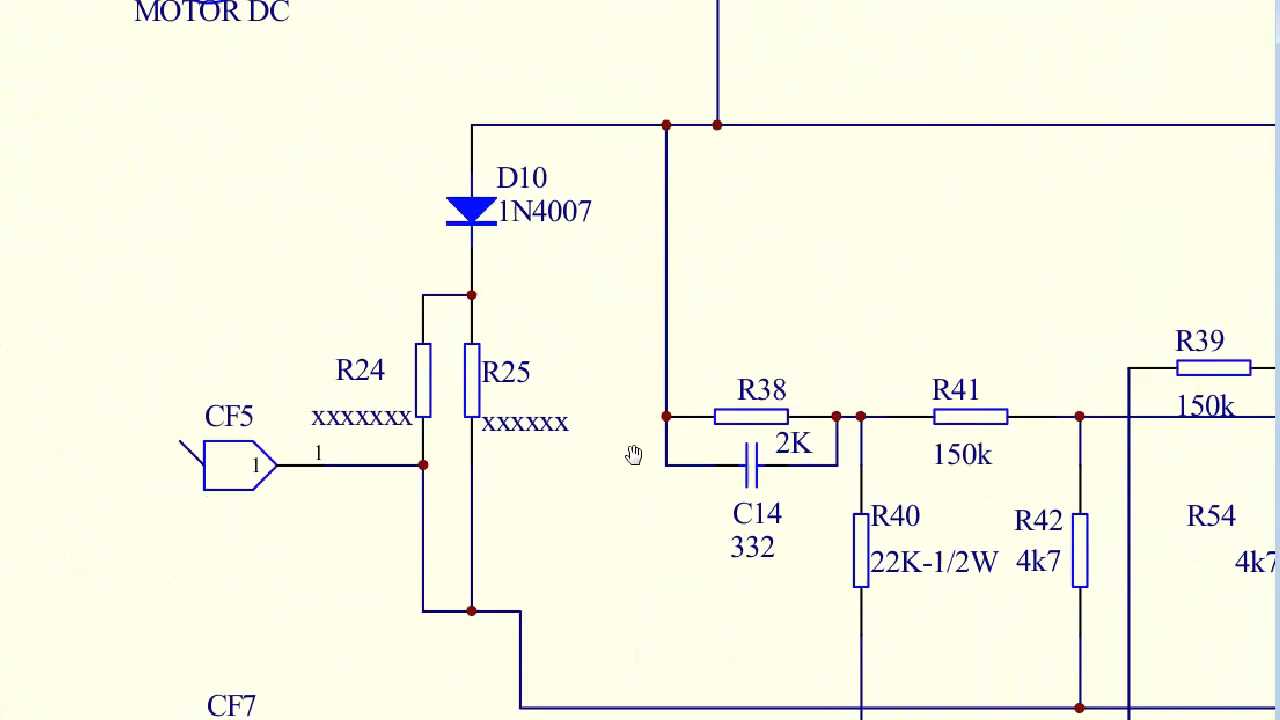 MOTOR DC
D10
1N4007
R24
xxxxxxx
R25
xxxxxx
CF5
1
1
R38
2K
C14
332
R41
150k
R39
150k
R40
22K-1/2W
R42
4k7
R54
4k7
CF7